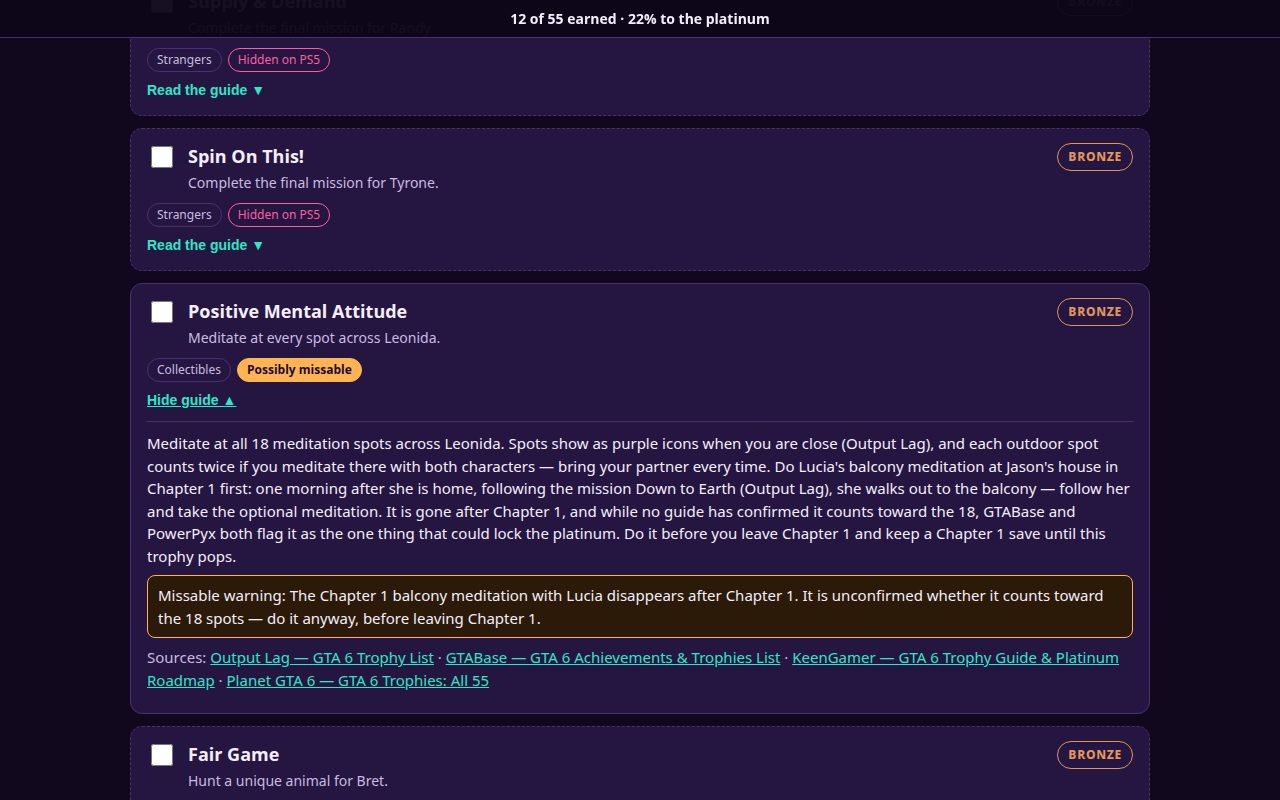 12 of 55 earned · 22% to the platinum
Supply & Demand
BRONZE
Complete the final mission for Randy.
Strangers
Hidden on PS5
Read the guide ▼
Spin On This!
BRONZE
Complete the final mission for Tyrone.
Strangers
Hidden on PS5
Read the guide ▼
Positive Mental Attitude
BRONZE
Meditate at every spot across Leonida.
Collectibles
Possibly missable
Hide guide ▲
Meditate at all 18 meditation spots across Leonida. Spots show as purple icons when you are close (Output Lag), and each outdoor spot
counts twice if you meditate there with both characters — bring your partner every time. Do Lucia's balcony meditation at Jason's house in
Chapter 1 first: one morning after she is home, following the mission Down to Earth (Output Lag), she walks out to the balcony — follow her
and take the optional meditation. It is gone after Chapter 1, and while no guide has confirmed it counts toward the 18, GTABase and
PowerPyx both flag it as the one thing that could lock the platinum. Do it before you leave Chapter 1 and keep a Chapter 1 save until this
trophy pops.
Missable warning: The Chapter 1 balcony meditation with Lucia disappears after Chapter 1. It is unconfirmed whether it counts toward
the 18 spots — do it anyway, before leaving Chapter 1.
Sources: Output Lag — GTA 6 Trophy List · GTABase — GTA 6 Achievements & Trophies List · KeenGamer — GTA 6 Trophy Guide & Platinum
Roadmap · Planet GTA 6 — GTA 6 Trophies: All 55
Fair Game
BRONZE
Hunt a unique animal for Bret.